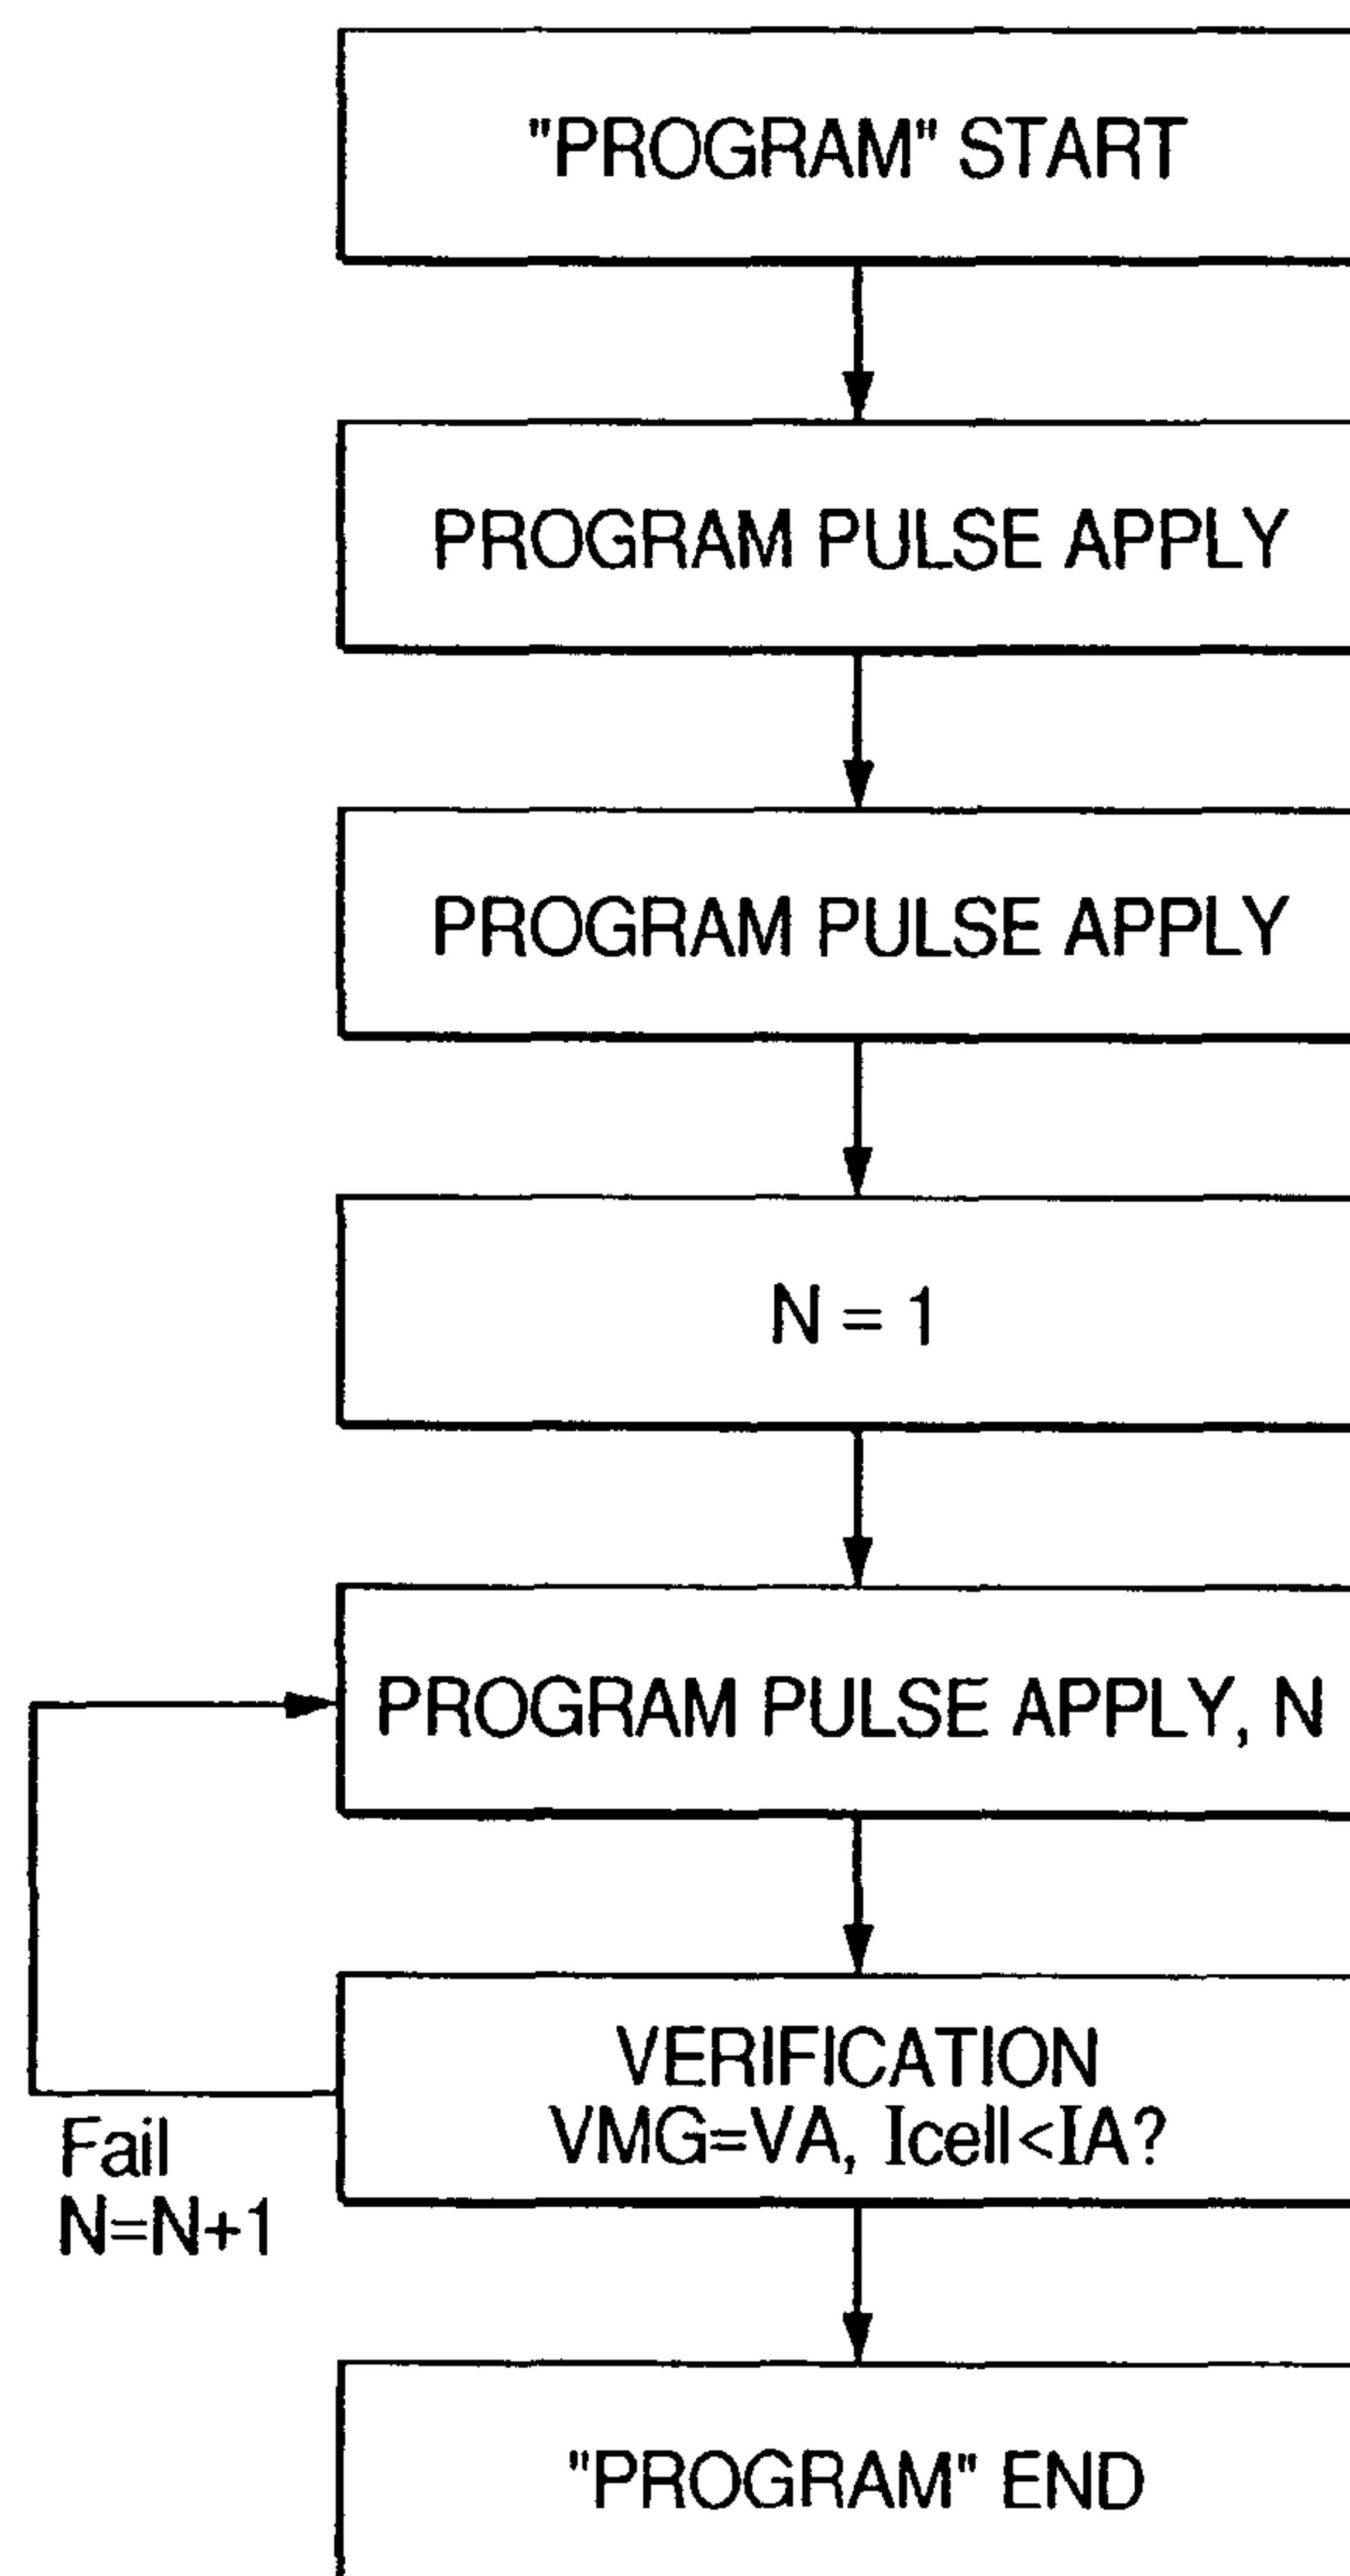 "PROGRAM" START
PROGRAM PULSE APPLY
PROGRAM PULSE APPLY
N = 1
PROGRAM PULSE APPLY, N
VERIFICATION
VMG=VA, Icell<IA?
Fail
N=N+1
"PROGRAM" END